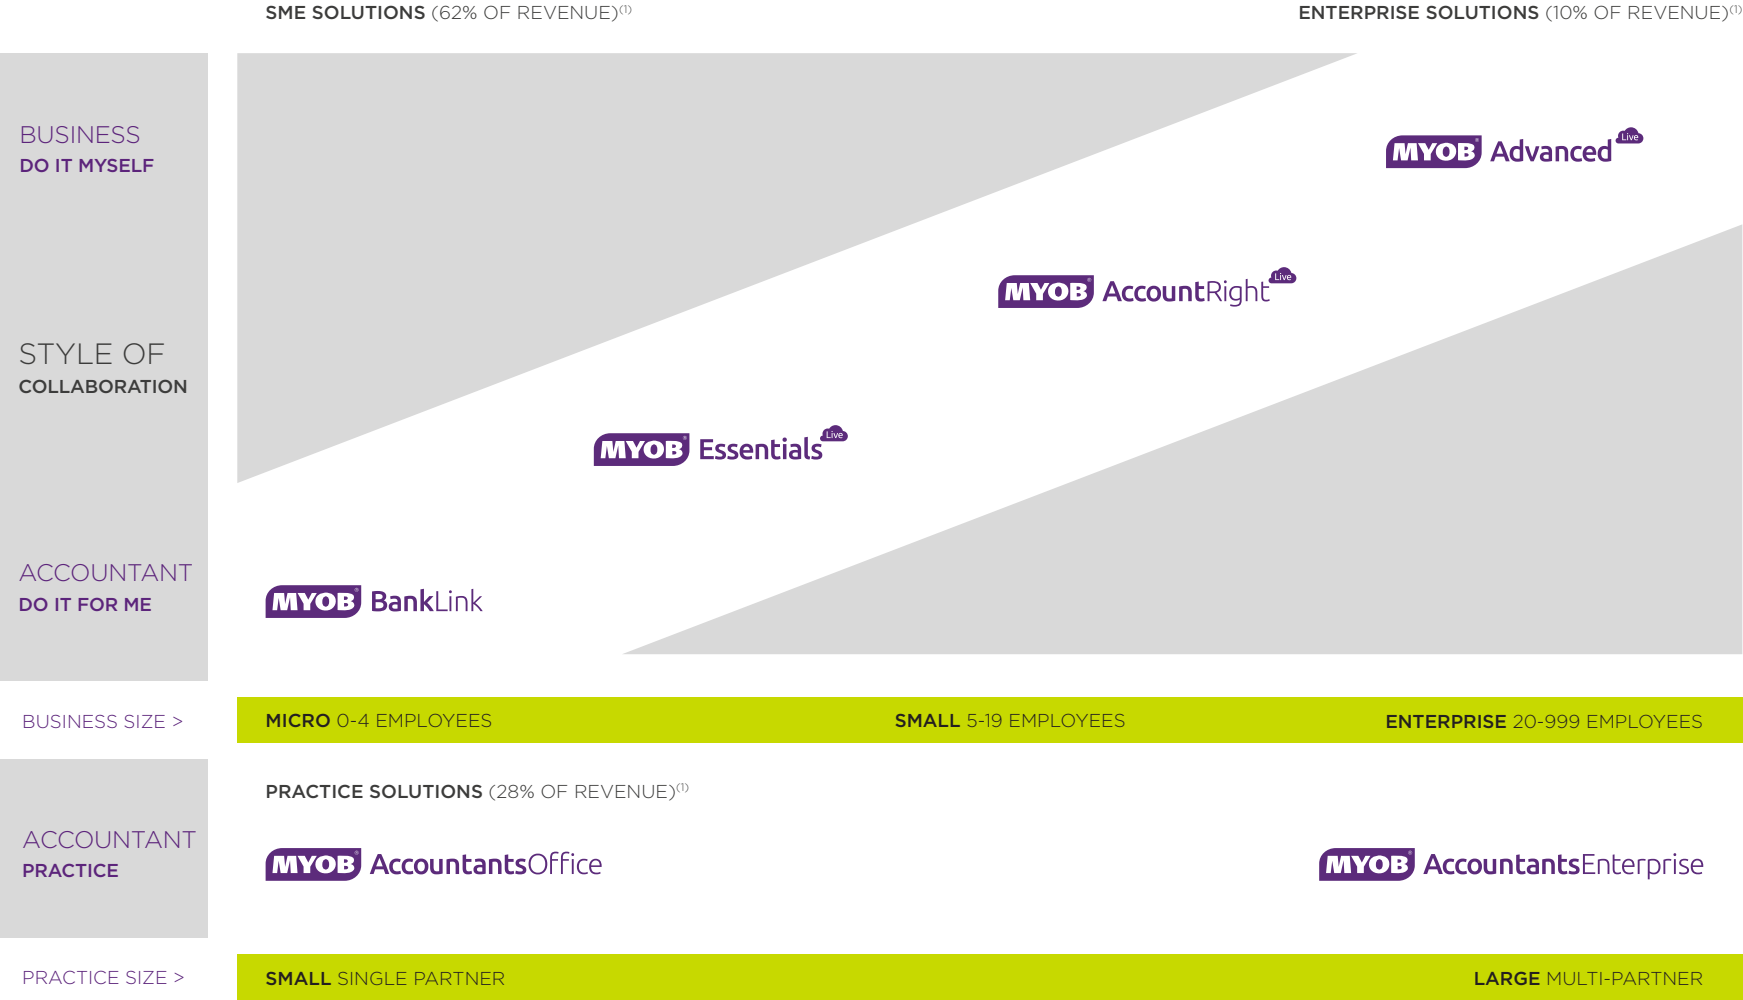 SME SOLUTIONS (62% OF REVENUE)(1)
ENTERPRISE SOLUTIONS (10% OF REVENUE)(1)
BUSINESS
DO IT MYSELF
MYOB® Advanced Live
MYOB® AccountRight Live
STYLE OF
COLLABORATION
MYOB® Essentials Live
ACCOUNTANT
DO IT FOR ME
MYOB® BankLink
BUSINESS SIZE >
MICRO 0-4 EMPLOYEES
SMALL 5-19 EMPLOYEES
ENTERPRISE 20-999 EMPLOYEES
PRACTICE SOLUTIONS (28% OF REVENUE)(1)
ACCOUNTANT
PRACTICE
MYOB® AccountantsOffice
MYOB® AccountantsEnterprise
PRACTICE SIZE >
SMALL SINGLE PARTNER
LARGE MULTI-PARTNER